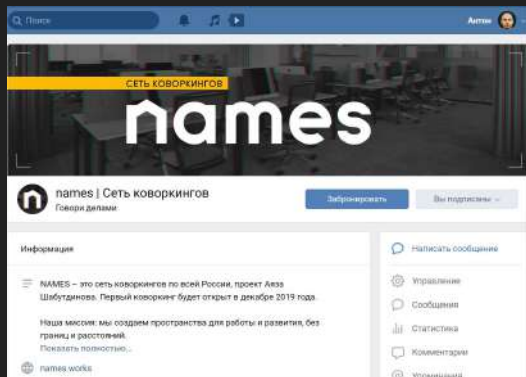 Поиск
Антон
СЕТЬ КОВОРКИНГОВ
names
names | Сеть коворкингов
Говори делами
Забронировать
Вы подписаны
Информация
NAMES – это сеть коворкингов по всей России, проект Аяза
Шабутдинова. Первый коворкинг будет открыт в декабре 2019 года.
Наша миссия: мы создаем пространства для работы и развития, без
границ и расстояний.
Показать полностью...
names.works
Написать сообщение
Управление
Сообщения
Статистика
Комментарии
Упоминания